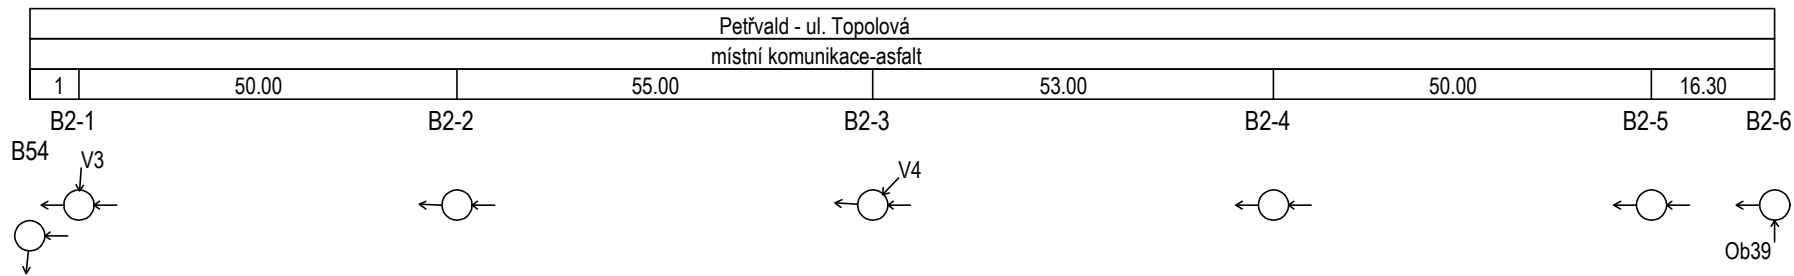 Petřvald - ul. Topolová
místní komunikace-asfalt
1 50.00 55.00 53.00 50.00 16.30
B2-1 B2-2 B2-3 B2-4 B2-5 B2-6
B54 V3
V4
Ob39